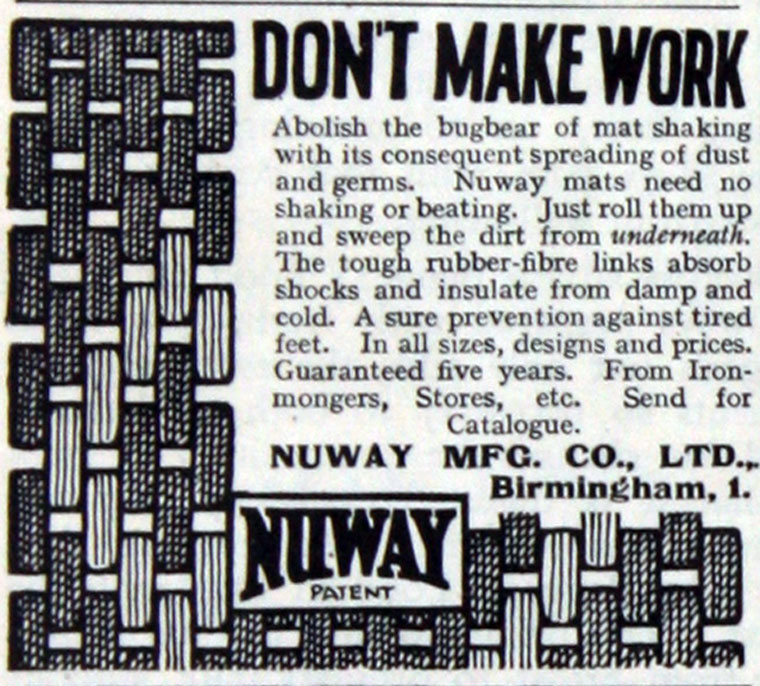 DON'T MAKE WORK
Abolish the bugbear of mat shaking
with its consequent spreading of dust
and germs. Nuway mats need no
shaking or beating. Just roll them up
and sweep the dirt from underneath.
The tough rubber-fibre links absorb
shocks and insulate from damp and
cold. A sure prevention against tired
feet. In all sizes, designs and prices.
Guaranteed five years. From Iron-
mongers, Stores, etc. Send for
Catalogue.
NUWAY MFG. CO., LTD.,
Birmingham, 1.
NUWAY
PATENT